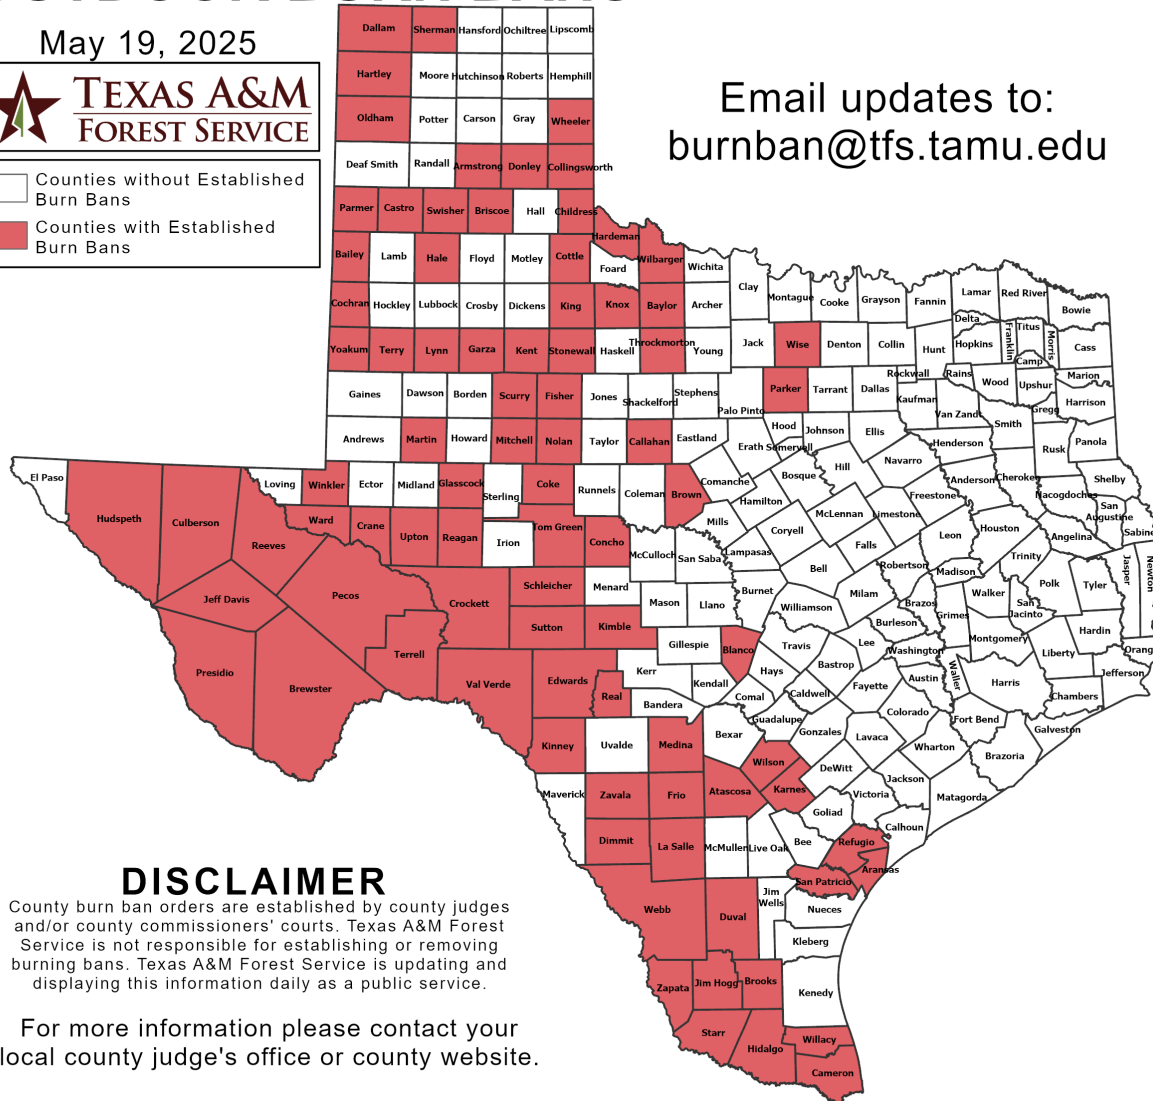 May 19, 2025
TEXAS A&M
FOREST SERVICE
Counties without Established
Burn Bans
Counties with Established
Burn Bans
Email updates to:
burnban@tfs.tamu.edu
Dallam Sherman Hansford Ochiltree Lipscomb
Hartley Moore Hutchinson Roberts Hemphill
Oldham Potter Carson Gray Wheeler
Deaf Smith Randall Armstrong Donley Collingsworth
Parmer Castro Swisher Briscoe Hall Childress
Hardeman
Bailey Lamb Hale Floyd Motley Cottle Foard Wilbarger Wichita
Clay Montague Cooke Grayson Fannin Lamar Red River Bowie
Cochran Hockley Lubbock Crosby Dickens King Knox Baylor Archer
Delta Titus Franklin Morris
Yoakum Terry Lynn Garza Kent Stonewall Haskell Throckmorton Young Jack Wise Denton Collin Hunt Hopkins Camp Cass
Rockwall Rains Wood Upshur Marion
Gaines Dawson Borden Scurry Fisher Jones Shackelford Stephens Palo Pinto Parker Tarrant Dallas Kaufman Van Zandt Gregg Harrison
Andrews Martin Howard Mitchell Nolan Taylor Callahan Eastland Erath Hood Somervell Johnson Ellis Henderson Smith Rusk Panola
El Paso Loving Winkler Ector Midland Glasscock Sterling Coke Runnels Coleman Brown Comanche Hamilton Bosque Hill Navarro Anderson Cherokee Shelby
Freestone Nacogdoches San
Augustine Sabine
Hudspeth Culberson Reeves Ward Crane Upton Reagan Irion Tom Green Concho McCulloch San Saba Mills Lampasas Coryell McLennan Limestone Falls Leon Houston Angelina
Trinity Jasper Newton
Jeff Davis Pecos Crockett Schleicher Menard Mason Llano Burnet Bell Milam Robertson Madison Walker Polk Tyler
Williamson Brazos Grimes San
Jacinto
Burleson
Terrell Sutton Kimble Gillespie Blanco Travis Lee Washington Montgomery Liberty Hardin Orang
Presidio Brewster Val Verde Edwards Real Kerr Kendall Hays Bastrop Fayette Austin Waller Harris Chambers Jefferson
Bandera Comal Caldwell Colorado Fort Bend Galveston
Kinney Uvalde Medina Bexar Guadalupe Gonzales Lavaca Wharton Brazoria
Wilson DeWitt Jackson
Maverick Zavala Frio Atascosa Karnes Victoria Matagorda
Goliad Calhoun
Dimmit La Salle McMullen Live Oak Bee Refugio
Aransas
San Patricio
Webb Duval Jim
Wells Nueces
Kleberg
Zapata Jim Hogg Brooks Kenedy
Starr Hidalgo Willacy
Cameron
DISCLAIMER
County burn ban orders are established by county judges
and/or county commissioners' courts. Texas A&M Forest
Service is not responsible for establishing or removing
burning bans. Texas A&M Forest Service is updating and
displaying this information daily as a public service.
For more information please contact your
local county judge's office or county website.